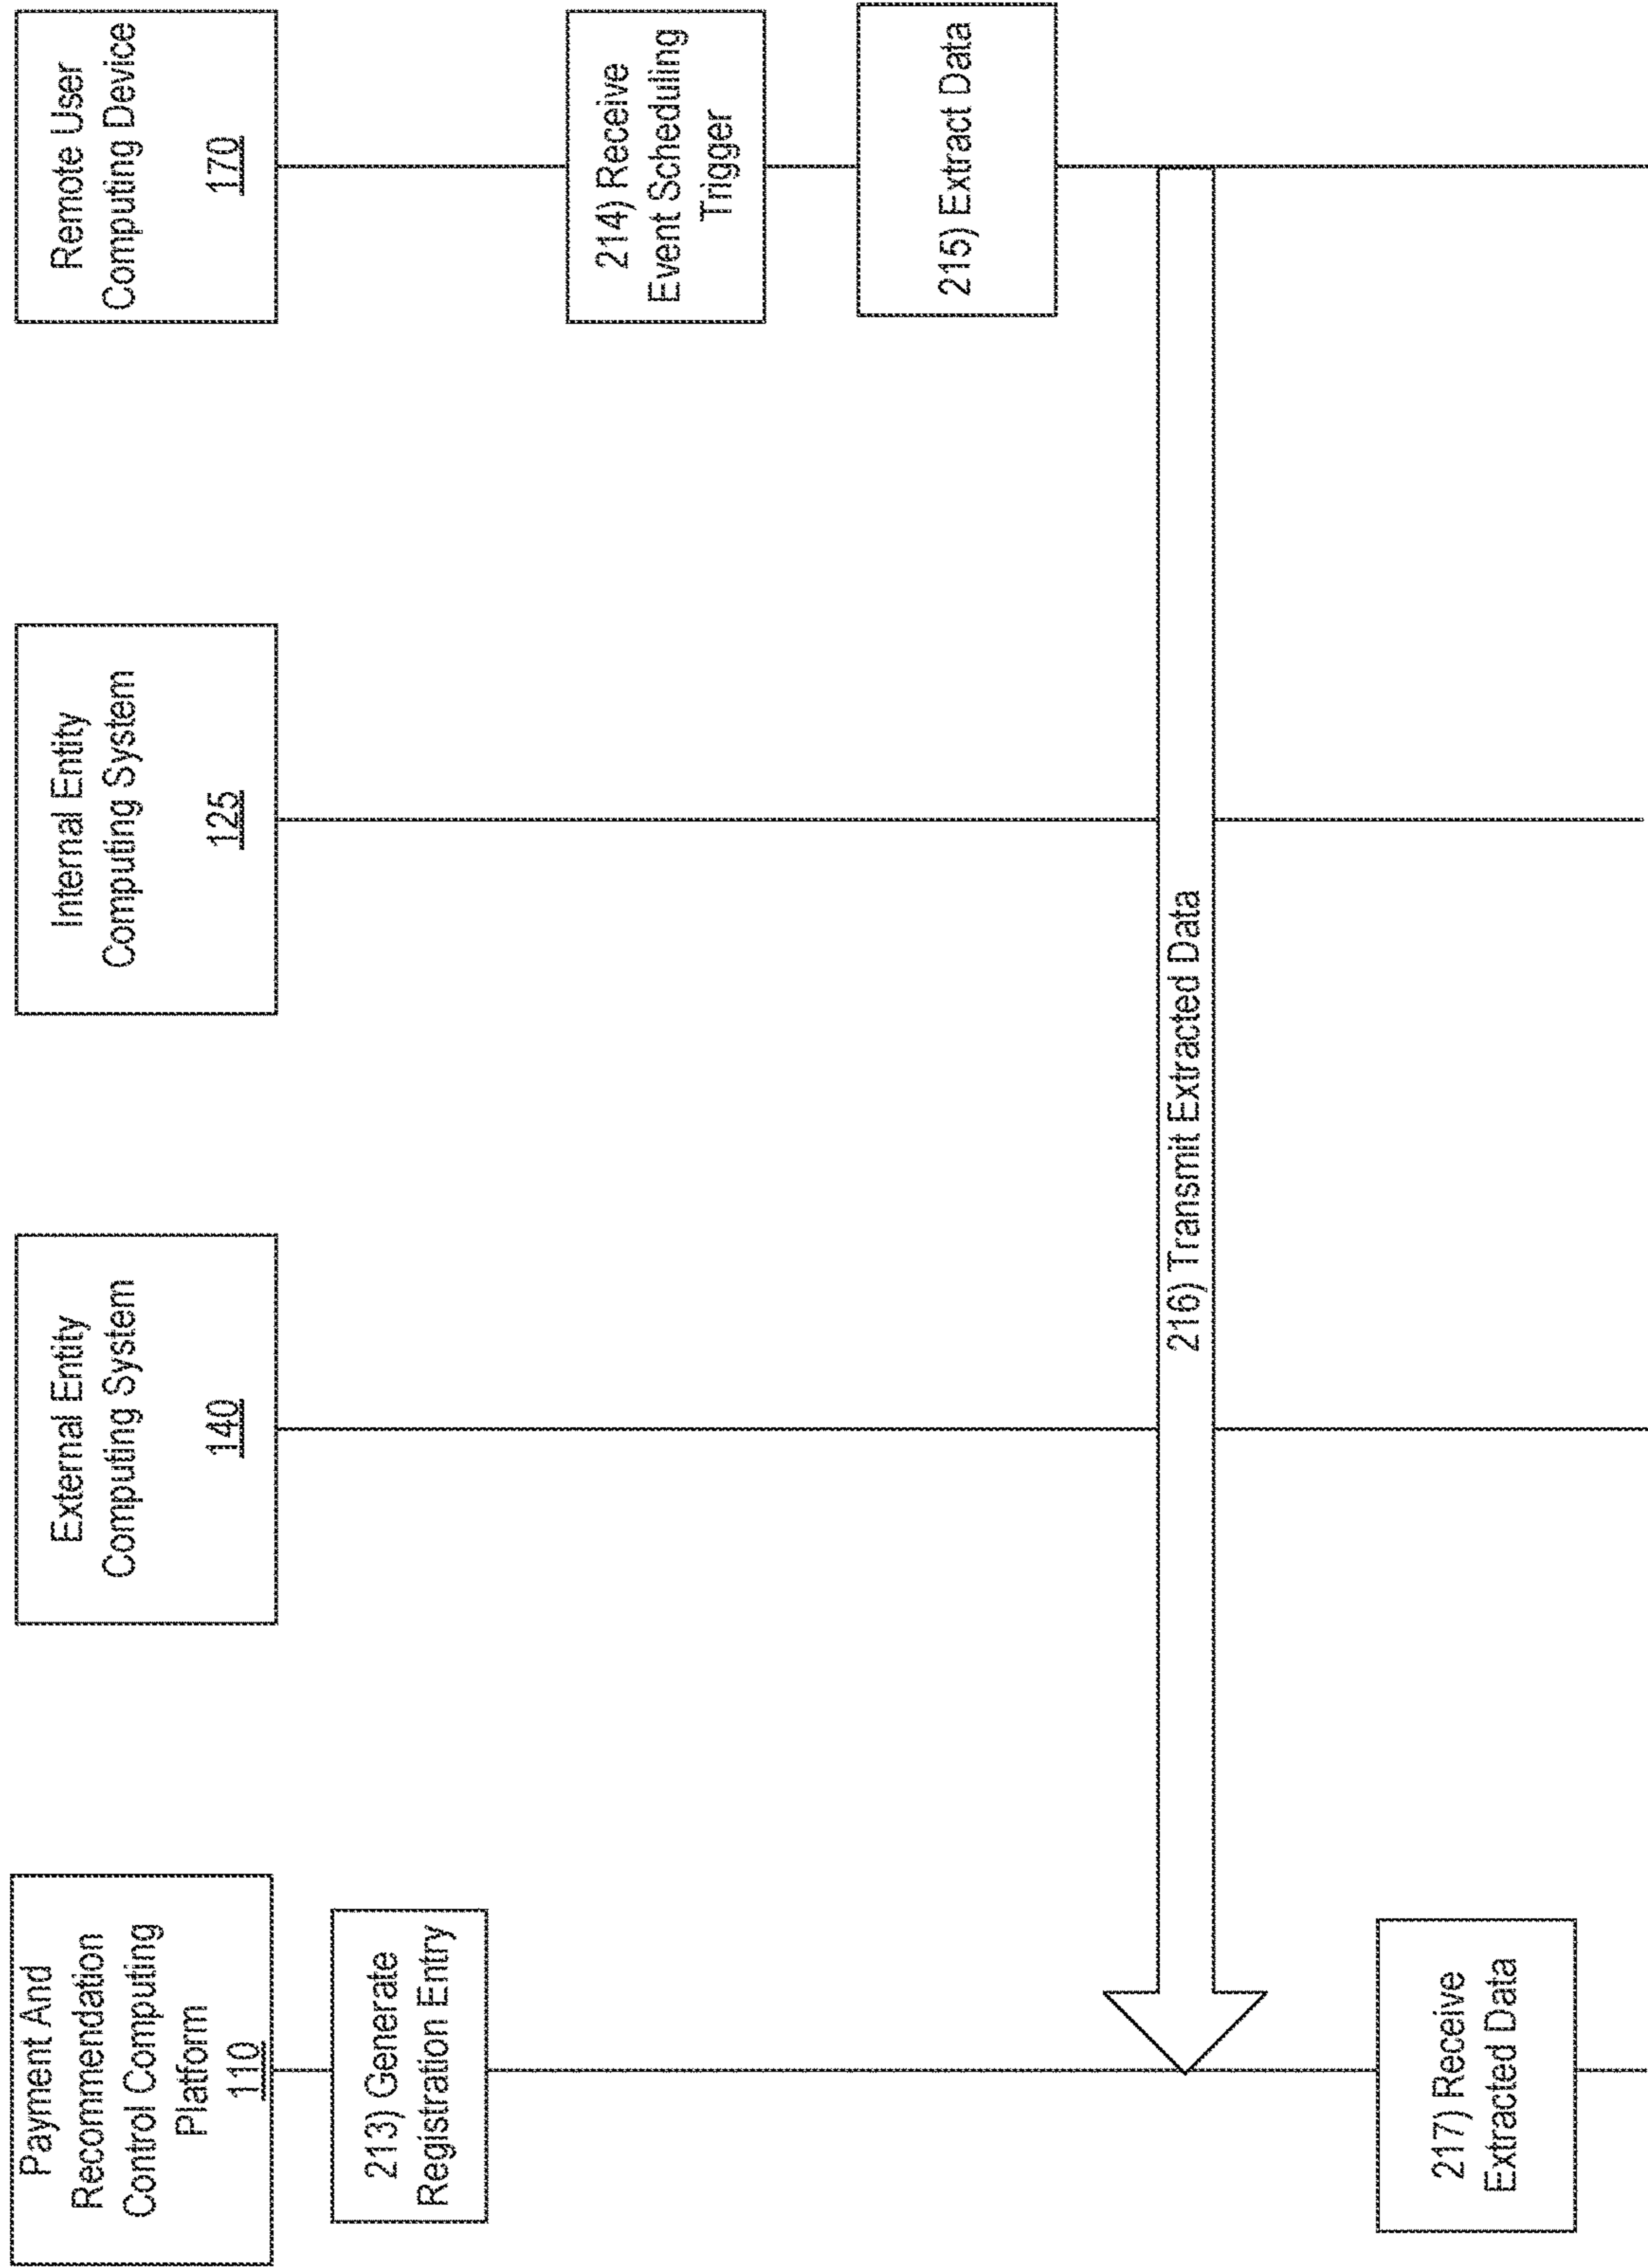 Payment And
Recommendation
Control Computing
Platform
110
External Entity
Computing System
140
Internal Entity
Computing System
125
Remote User
Computing Device
170
213) Generate
Registration Entry
214) Receive
Event Scheduling
Trigger
215) Extract Data
216) Transmit Extracted Data
217) Receive
Extracted Data